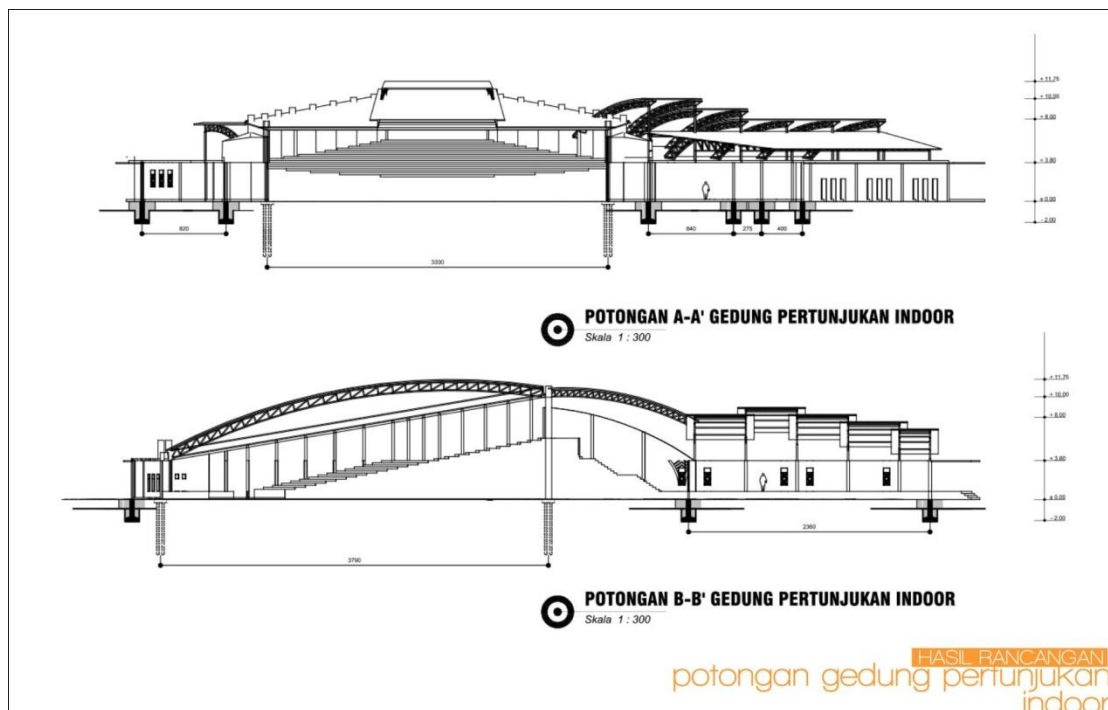 + 11,75
+ 10,00
+ 8,00
+ 3,80
± 0,00
- 2,00
820
840
275
400
POTONGAN A-A' GEDUNG PERTUNJUKAN INDOOR
Skala 1 : 300
+ 11,75
+ 10,00
+ 8,00
+ 3,80
± 0,00
- 2,00
2360
POTONGAN B-B' GEDUNG PERTUNJUKAN INDOOR
Skala 1 : 300
HASIL RANCANGAN
potongan gedung pertunjukan
indoor